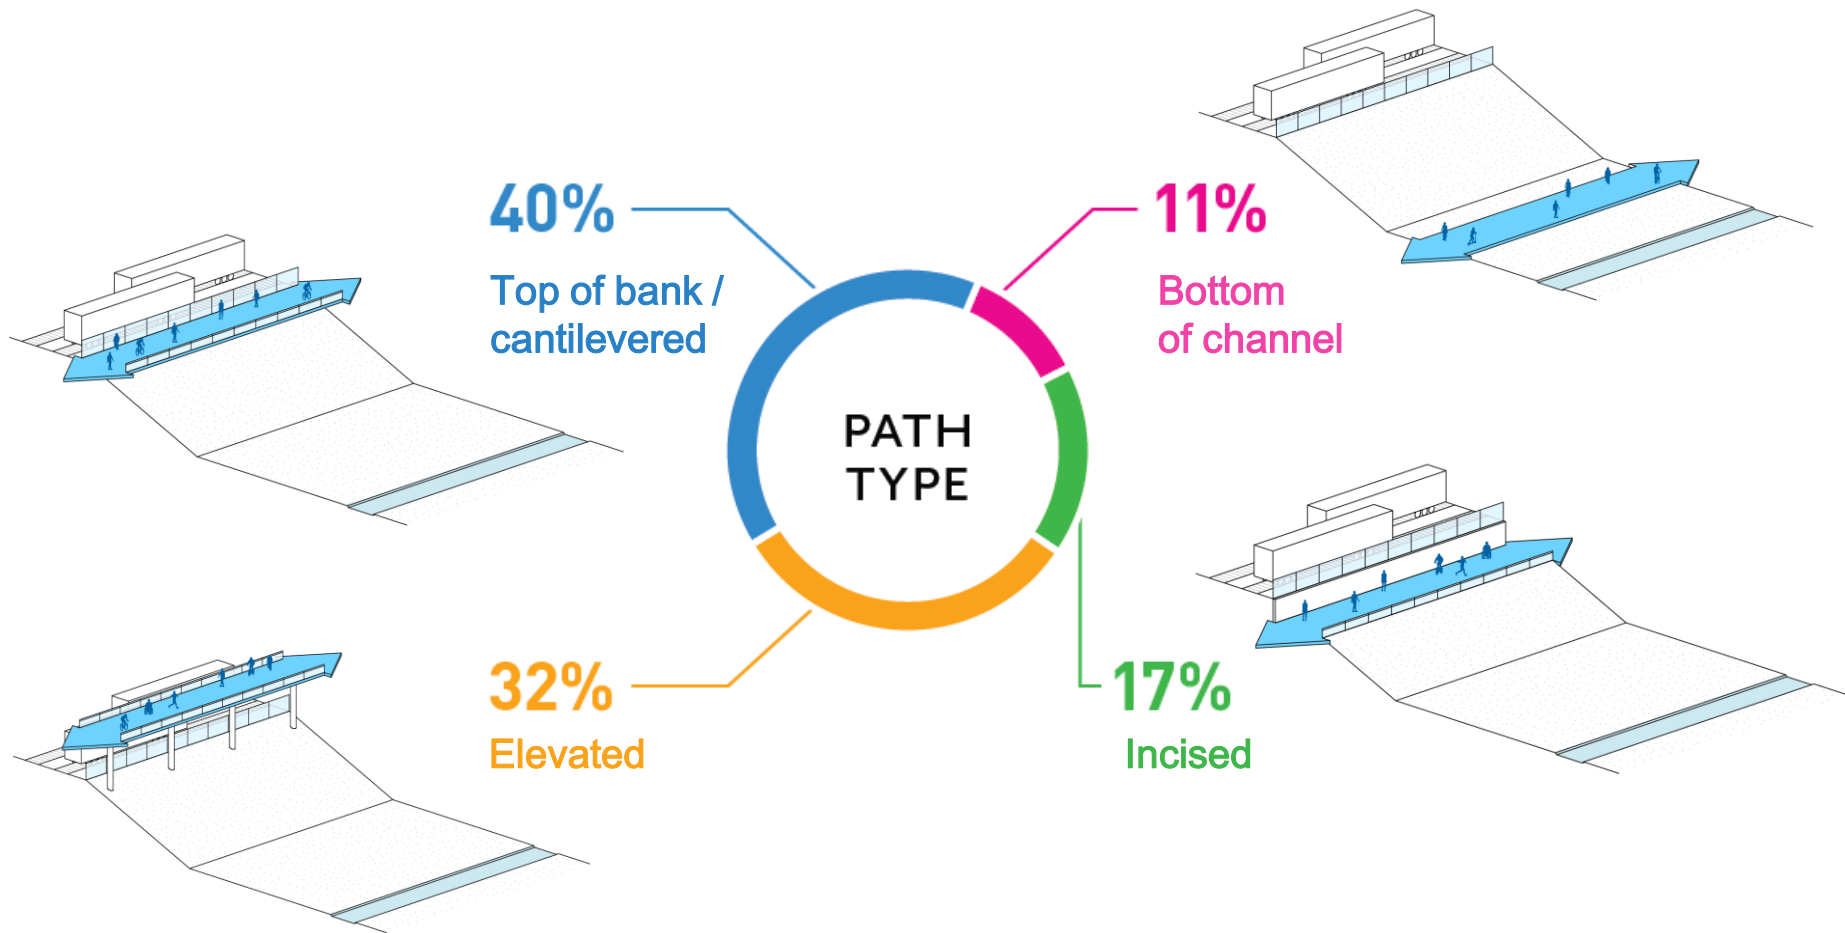 40%
Top of bank /
cantilevered
11%
Bottom
of channel
PATH
TYPE
32%
Elevated
17%
Incised